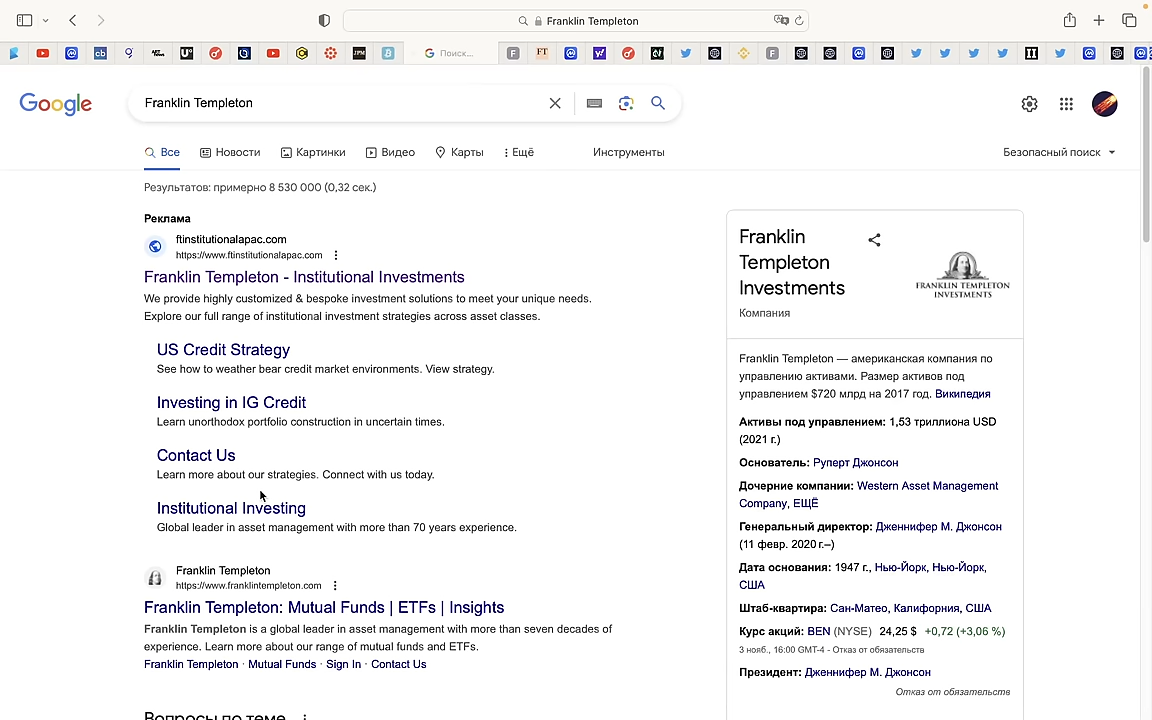 Franklin Templeton
Поиск...
Google
Franklin Templeton
Все
Новости
Картинки
Видео
Карты
Ещё
Инструменты
Безопасный поиск
Результатов: примерно 8 530 000 (0,32 сек.)
Реклама
ftinstitutionalapac.com
https://www.ftinstitutionalapac.com
Franklin Templeton - Institutional Investments
We provide highly customized & bespoke investment solutions to meet your unique needs.
Explore our full range of institutional investment strategies across asset classes.
US Credit Strategy
See how to weather bear credit market environments. View strategy.
Investing in IG Credit
Learn unorthodox portfolio construction in uncertain times.
Contact Us
Learn more about our strategies. Connect with us today.
Institutional Investing
Global leader in asset management with more than 70 years experience.
Franklin Templeton
https://www.franklintempleton.com
Franklin Templeton: Mutual Funds | ETFs | Insights
Franklin Templeton is a global leader in asset management with more than seven decades of
experience. Learn more about our range of mutual funds and ETFs.
Franklin Templeton · Mutual Funds · Sign In · Contact Us
Вопросы по теме
Franklin
Templeton
Investments
Компания
FRANKLIN TEMPLETON
INVESTMENTS
Franklin Templeton — американская компания по
управлению активами. Размер активов под
управлением $720 млрд на 2017 год. Википедия
Активы под управлением: 1,53 триллиона USD
(2021 г.)
Основатель: Руперт Джонсон
Дочерние компании: Western Asset Management
Company, ЕЩЁ
Генеральный директор: Дженнифер М. Джонсон
(11 февр. 2020 г.–)
Дата основания: 1947 г., Нью-Йорк, Нью-Йорк,
США
Штаб-квартира: Сан-Матео, Калифорния, США
Курс акций: BEN (NYSE) 24,25 $ +0,72 (+3,06 %)
3 нояб., 16:00 GMT-4 - Отказ от обязательств
Президент: Дженнифер М. Джонсон
Отказ от обязательств